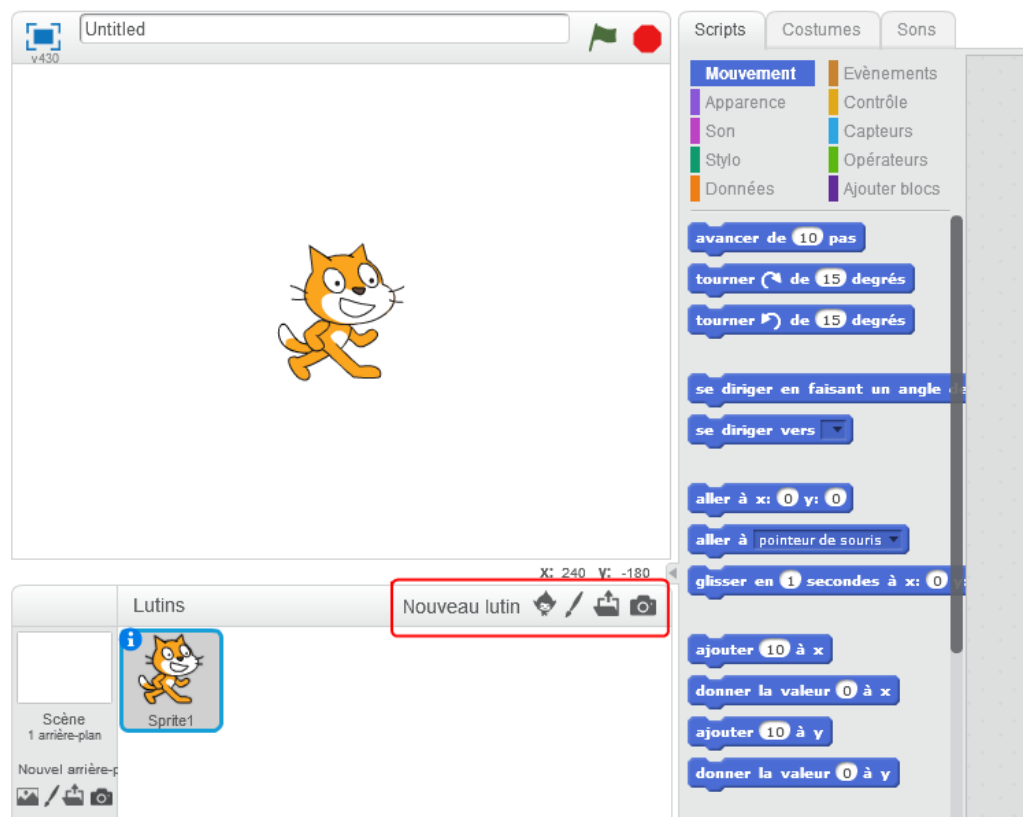 Untitled
v430
Scripts
Costumes
Sons
Mouvement
Evènements
Apparence
Contrôle
Son
Capteurs
Stylo
Opérateurs
Données
Ajouter blocs
avancer de 10 pas
tourner de 15 degrés
tourner de 15 degrés
se diriger en faisant un angle de
se diriger vers
aller à x: 0 y: 0
aller à pointeur de souris
glisser en 1 secondes à x: 0 y:
ajouter 10 à x
donner la valeur 0 à x
ajouter 10 à y
donner la valeur 0 à y
X: 240 Y: -180
Lutins
Nouveau lutin
Sprite1
Scène
1 arrière-plan
Nouvel arrière-p